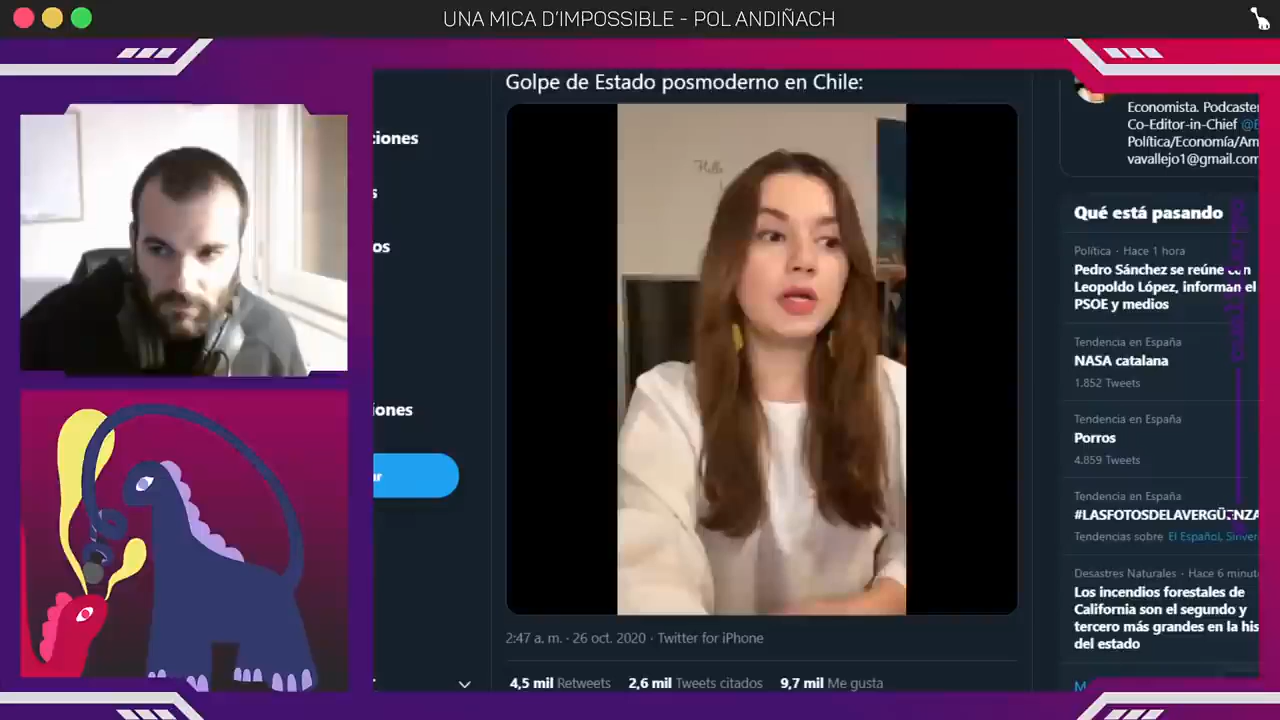 UNA MICA D'IMPOSSIBLE - POL ANDIÑACH
Golpe de Estado posmoderno en Chile:
ciones
s
os
iones
ar
Hello
2:47 a. m. · 26 oct. 2020 · Twitter for iPhone
4,5 mil Retweets 2,6 mil Tweets citados 9,7 mil Me gusta
Economista. Podcaster
Co-Editor-in-Chief @E
Política/Economía/Am
vavallejo1@gmail.com
Qué está pasando
Política · Hace 1 hora
Pedro Sánchez se reúne con
Leopoldo López, informan el
PSOE y medios
Tendencia en España
NASA catalana
1.852 Tweets
Tendencia en España
Porros
4.859 Tweets
Tendencia en España
#LASFOTOSDELAVERGÜENZA
Tendencias sobre El Español, Sinver
Desastres Naturales · Hace 6 minut
Los incendios forestales de
California son el segundo y
tercero más grandes en la his
del estado
M